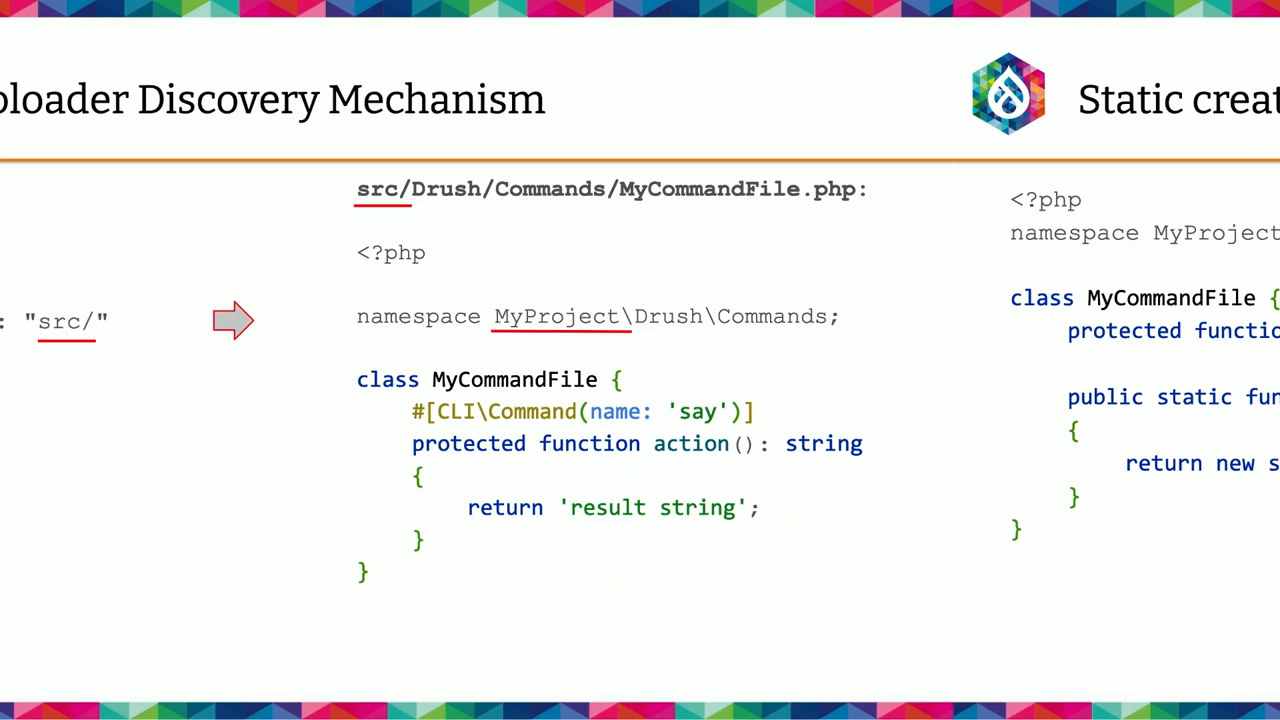 oloader Discovery Mechanism
: "src/"
src/Drush/Commands/MyCommandFile.php:
<?php
namespace MyProject\Drush\Commands;
class MyCommandFile {
#[CLI\Command(name: 'say')]
protected function action(): string
{
return 'result string';
}
}
Static creat
<?php
namespace MyProject
class MyCommandFile {
protected functio
public static fun
{
return new s
}
}